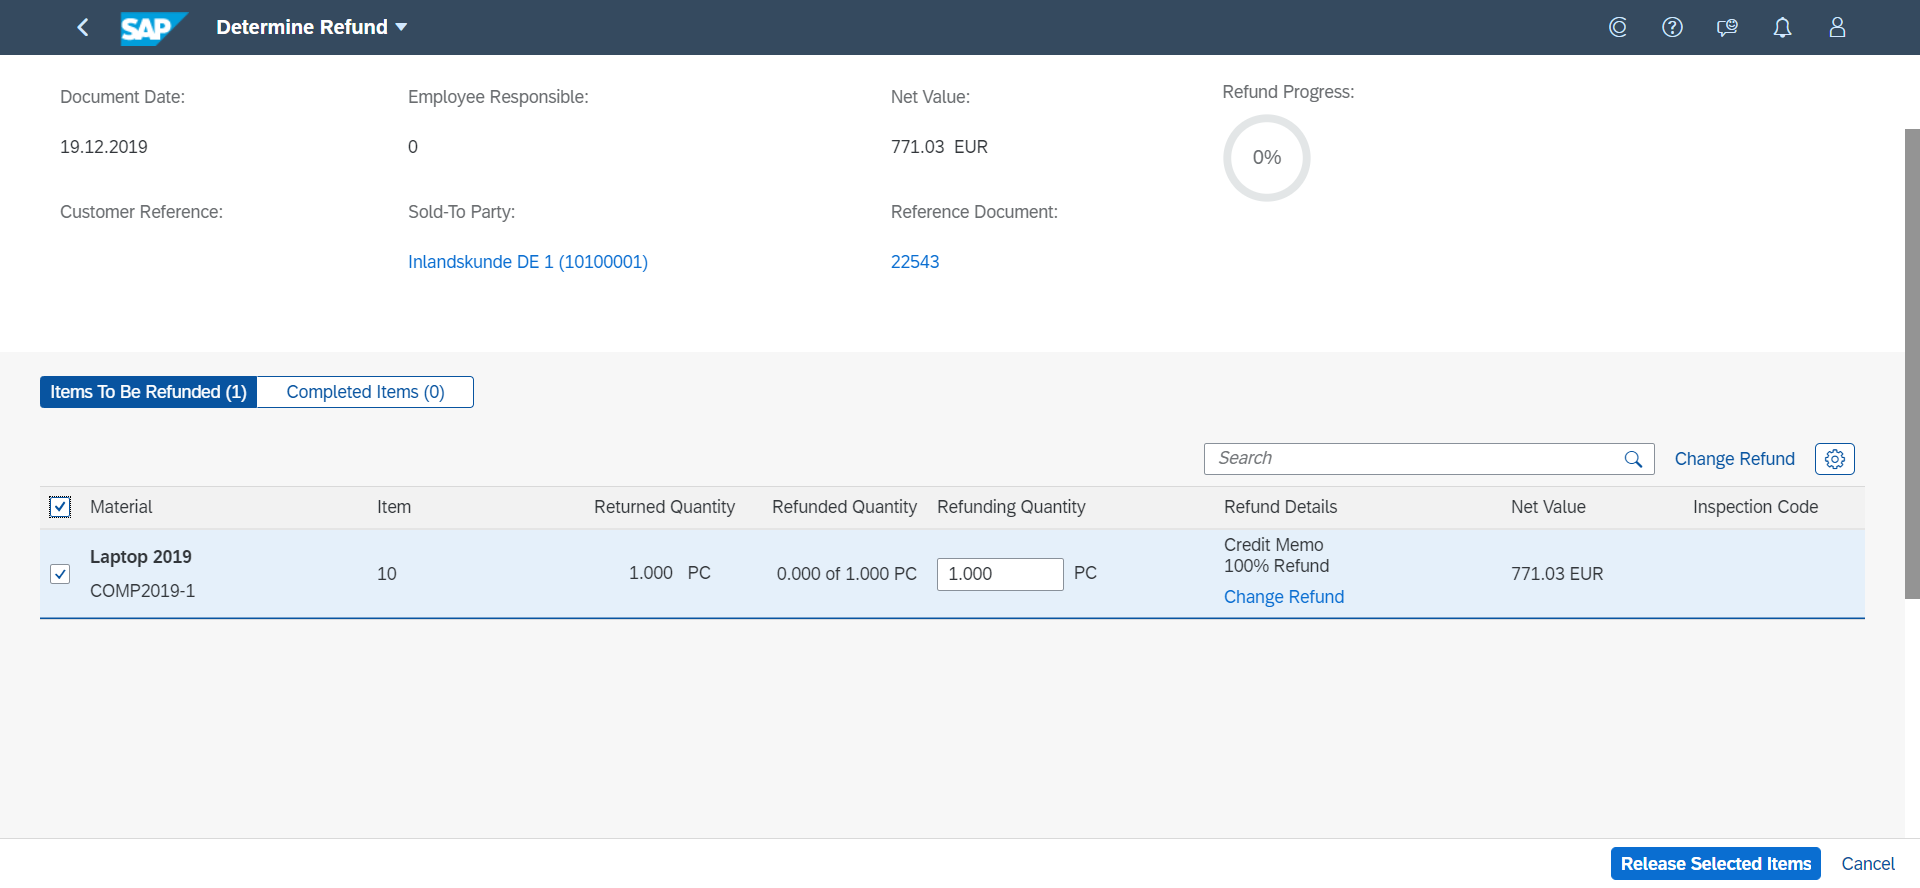 SAP Determine Refund
Document Date:
19.12.2019
Customer Reference:
Employee Responsible:
0
Sold-To Party:
Inlandskunde DE 1 (10100001)
Net Value:
771.03 EUR
Reference Document:
22543
Refund Progress:
0%
Items To Be Refunded (1) Completed Items (0)
Search Change Refund
Material Item Returned Quantity Refunded Quantity Refunding Quantity Refund Details Net Value Inspection Code
Laptop 2019
COMP2019-1
10
1.000 PC
0.000 of 1.000 PC
1.000 PC
Credit Memo
100% Refund
Change Refund
771.03 EUR
Release Selected Items Cancel